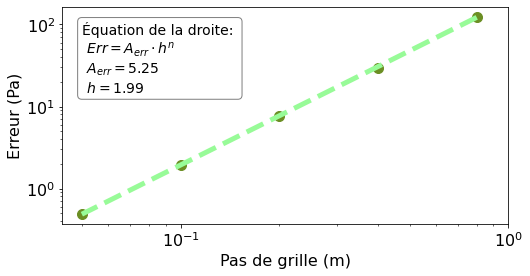 Équation de la droite:
Err = A_err · h^n
A_err = 5.25
h = 1.99
Erreur (Pa)
10²
10¹
10⁰
10⁻¹
10⁰
Pas de grille (m)